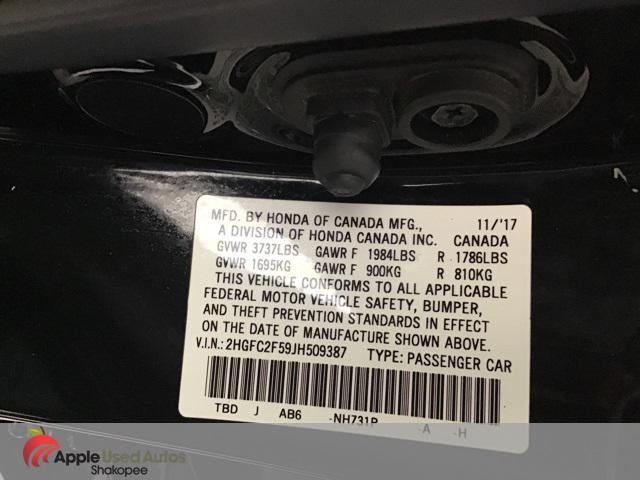 MFD. BY HONDA OF CANADA MFG., 11/'17
A DIVISION OF HONDA CANADA INC. CANADA
GVWR 3737LBS GAWR F 1984LBS R 1786LBS
GVWR 1695KG GAWR F 900KG R 810KG
THIS VEHICLE CONFORMS TO ALL APPLICABLE
FEDERAL MOTOR VEHICLE SAFETY, BUMPER,
AND THEFT PREVENTION STANDARDS IN EFFECT
ON THE DATE OF MANUFACTURE SHOWN ABOVE.
V.I.N.: 2HGFC2F59JH509387 TYPE: PASSENGER CAR
TBD J AB6 -NH731P -A -H
Apple Used Autos
Shakopee